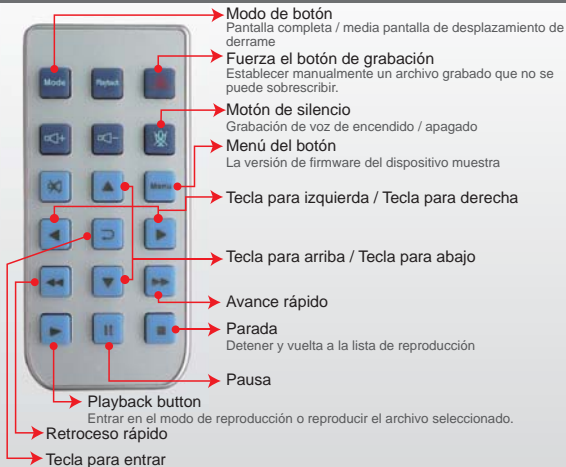 Modo de botón
Pantalla completa / media pantalla de desplazamiento de
derrame
Fuerza el botón de grabación
Establecer manualmente un archivo grabado que no se
puede sobrescribir.
Motón de silencio
Grabación de voz de encendido / apagado
Menú del botón
La versión de firmware del dispositivo muestra
Tecla para izquierda / Tecla para derecha
Tecla para arriba / Tecla para abajo
Avance rápido
Parada
Detener y vuelta a la lista de reproducción
Pausa
Playback button
Entrar en el modo de reproducción o reproducir el archivo seleccionado.
Retroceso rápido
Tecla para entrar
Mode
Playback
Menu